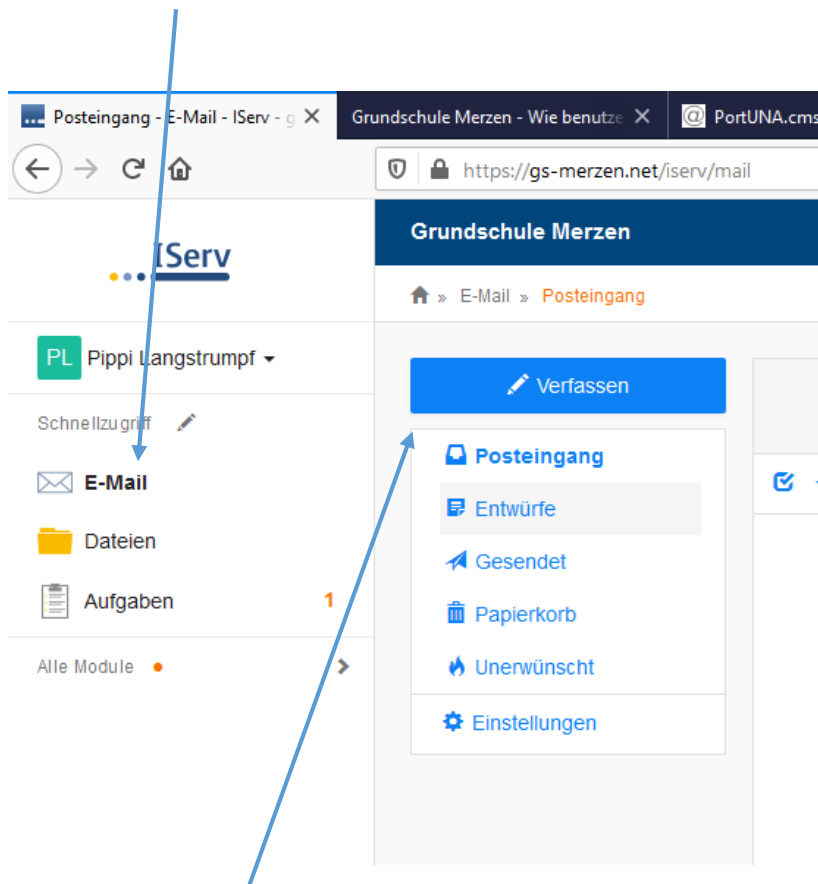 Posteingang - E-Mail - IServ - g
Grundschule Merzen - Wie benutze
PortUNA.cms
https://gs-merzen.net/iserv/mail
IServ
Grundschule Merzen
» E-Mail » Posteingang
PL Pippi Langstrumpf
Schnellzugriff
E-Mail
Dateien
Aufgaben 1
Alle Module
Verfassen
Posteingang
Entwürfe
Gesendet
Papierkorb
Unerwünscht
Einstellungen